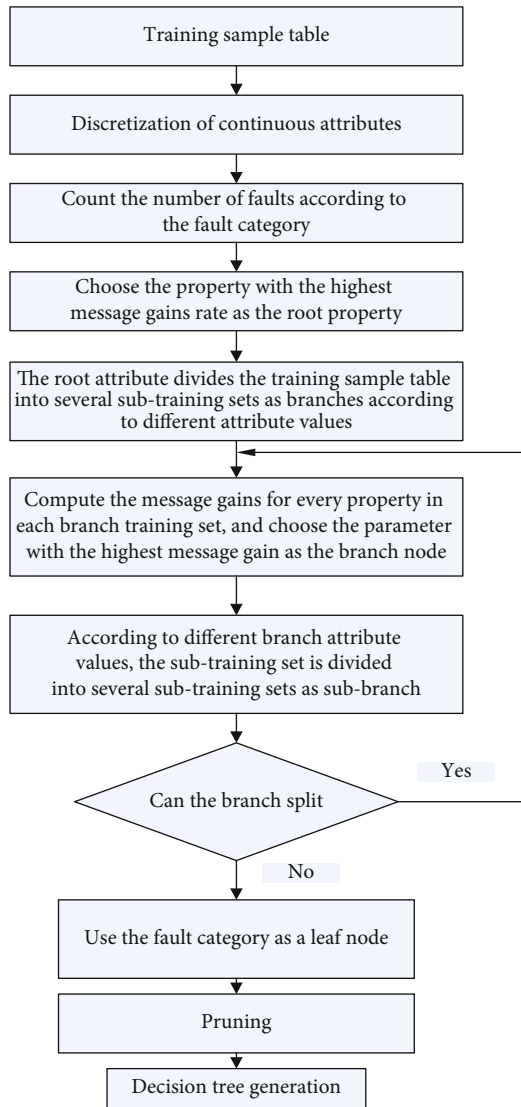 Training sample table
Discretization of continuous attributes
Count the number of faults according to
the fault category
Choose the property with the highest
message gains rate as the root property
The root attribute divides the training sample table
into several sub-training sets as branches according
to different attribute values
Compute the message gains for every property in
each branch training set, and choose the parameter
with the highest message gain as the branch node
According to different branch attribute
values, the sub-training set is divided
into several sub-training sets as sub-branch
Can the branch split
Yes
No
Use the fault category as a leaf node
Pruning
Decision tree generation